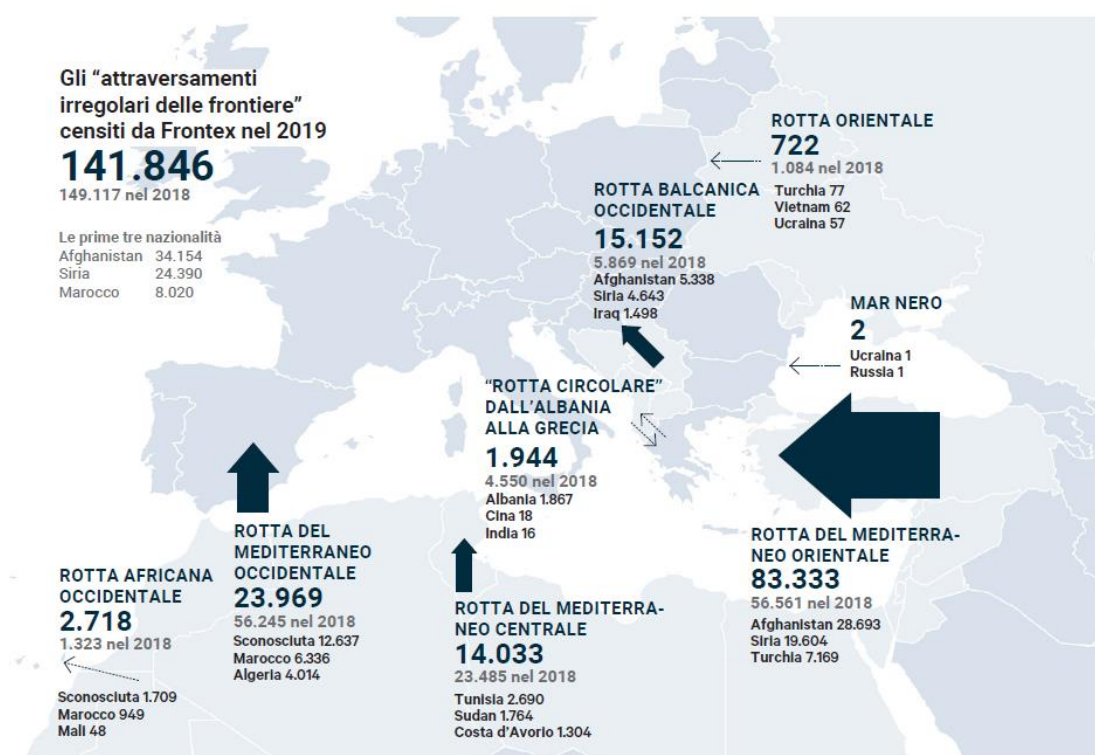 Gli “attraversamenti
irregolari delle frontiere”
censiti da Frontex nel 2019
141.846
149.117 nel 2018
Le prime tre nazionalità
Afghanistan 34.154
Siria 24.390
Marocco 8.020
ROTTA ORIENTALE
722
1.084 nel 2018
Turchia 77
Vietnam 62
Ucraina 57
ROTTA BALCANICA
OCCIDENTALE
15.152
5.869 nel 2018
Afghanistan 5.338
Siria 4.643
Iraq 1.498
MAR NERO
2
Ucraina 1
Russia 1
“ROTTA CIRCOLARE”
DALL’ALBANIA
ALLA GRECIA
1.944
4.550 nel 2018
Albania 1.867
Cina 18
India 16
ROTTA AFRICANA
OCCIDENTALE
2.718
1.323 nel 2018
Sconosciuta 1.709
Marocco 949
Mali 48
ROTTA DEL
MEDITERRANEO
OCCIDENTALE
23.969
56.245 nel 2018
Sconosciuta 12.637
Marocco 6.336
Algeria 4.014
ROTTA DEL MEDITERRA-
NEO CENTRALE
14.033
23.485 nel 2018
Tunisia 2.690
Sudan 1.764
Costa d’Avorio 1.304
ROTTA DEL MEDITERRA-
NEO ORIENTALE
83.333
56.561 nel 2018
Afghanistan 28.693
Siria 19.604
Turchia 7.169